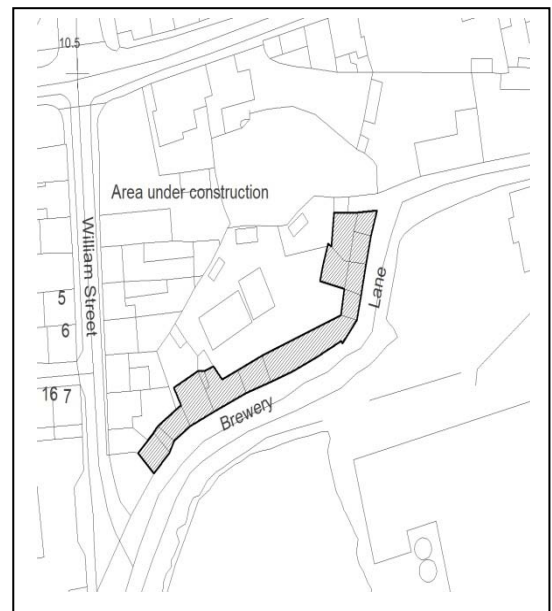 10.5
Area under construction
William Street
5
6
16 7
Lane
Brewery